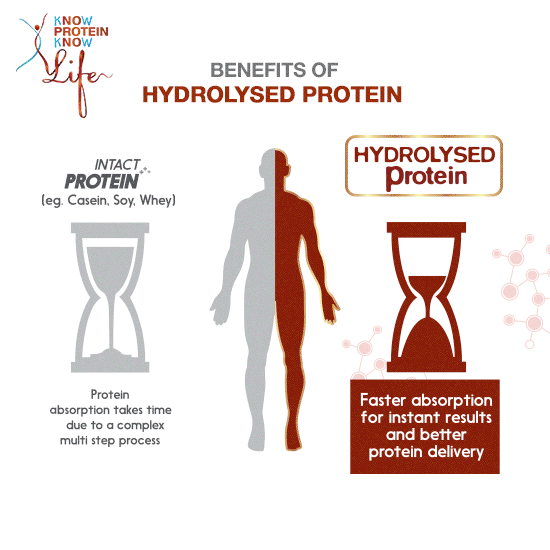 KNOW
PROTEIN
KNOW
Life
BENEFITS OF
HYDROLYSED PROTEIN
INTACT
PROTEIN
(eg. Casein, Soy, Whey)
Protein
absorption takes time
due to a complex
multi step process
HYDROLYSED
Protein
Faster absorption
for instant results
and better
protein delivery